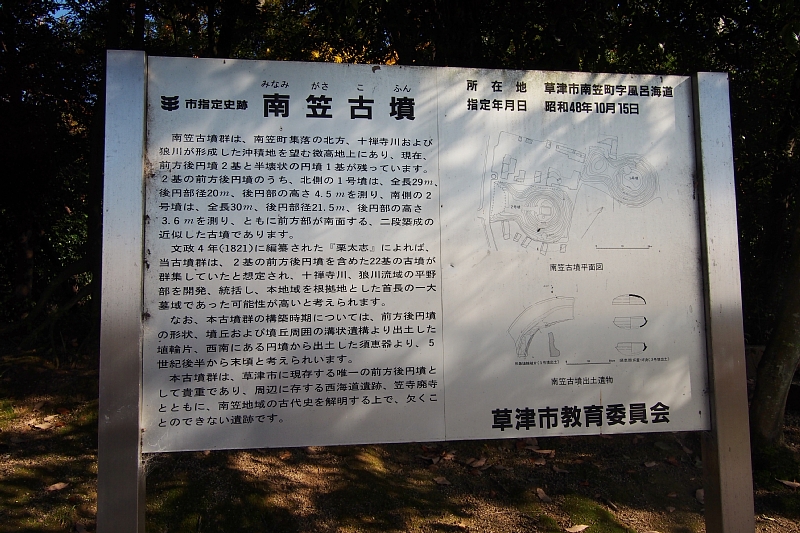 みなみ がさ こ ふん
市指定史跡 南笠古墳
所在地 草津市南笠町字風呂海道
指定年月日 昭和48年10月15日
南笠古墳群は、南笠町集落の北方、十禅寺川および
狼川が形成した沖積地を望む微高地上にあり、現在、
前方後円墳2基と半壊状の円墳1基が残っています。
2基の前方後円墳のうち、北側の1号墳は、全長29m、
後円部径20m、後円部の高さ4.5mを測り、南側の2
号墳は、全長30m、後円部径21.5m、後円部の高さ
3.6mを測り、ともに前方部が南面する、二段築成の
近似した古墳であります。
文政4年(1821)に編纂された『栗太志』によれば、
当古墳群は、2基の前方後円墳を含めた22基の古墳が
群集していたと想定され、十禅寺川、狼川流域の平野
部を開発、統括し、本地域を根拠地とした首長の一大
墓域であった可能性が高いと考えられます。
なお、本古墳群の構築時期については、前方後円墳
の形状、墳丘および墳丘周囲の溝状遺構より出土した
埴輪片、西南にある円墳から出土した須恵器より、5
世紀後半から末頃と考えられいます。
本古墳群は、草津市に現存する唯一の前方後円墳と
して貴重であり、周辺に存する西海道遺跡、笠寺廃寺
とともに、南笠地域の古代史を解明する上で、欠くこ
とのできない遺跡です。
南笠古墳平面図
南笠古墳出土遺物
草津市教育委員会